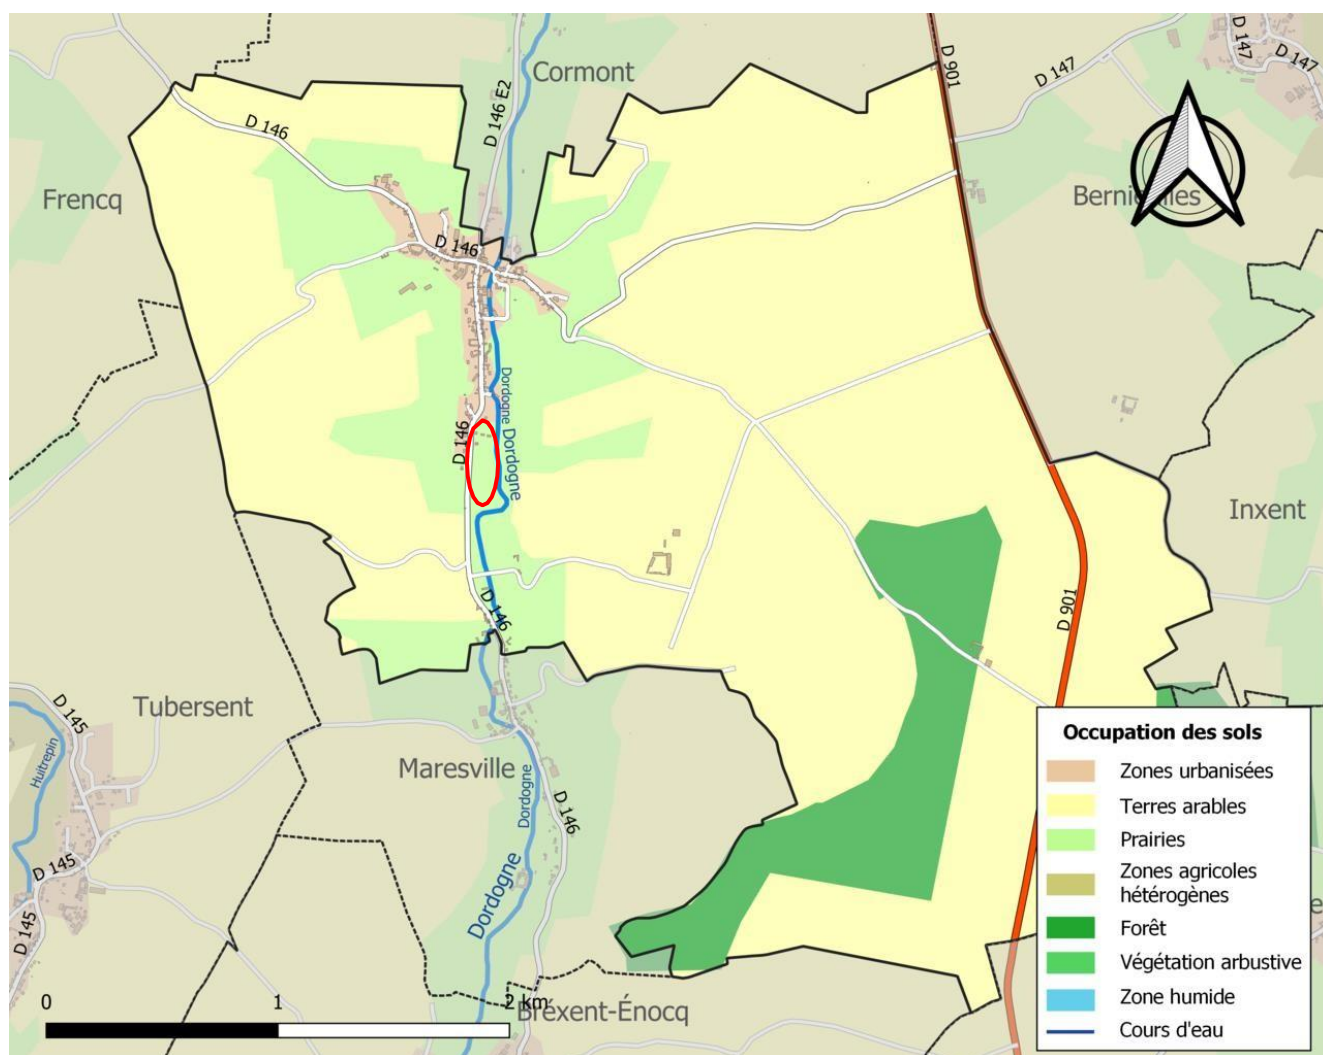 D 901
D 147
D 147
D 147
Cormont
D 146 E2
D 146
Frencq
D 146
Dordogne
D 146
Dordogne
Inxent
D 146
D 901
D 145
Tubersent
Huitrepin
Maresville
Dordogne
D 146
Dordogne
D 145
D 145
Occupation des sols
Zones urbanisées
Terres arables
Prairies
Zones agricoles
hétérogènes
Forêt
Végétation arbustive
Zone humide
Cours d'eau
0 1 2 km
Brexent-Énocq